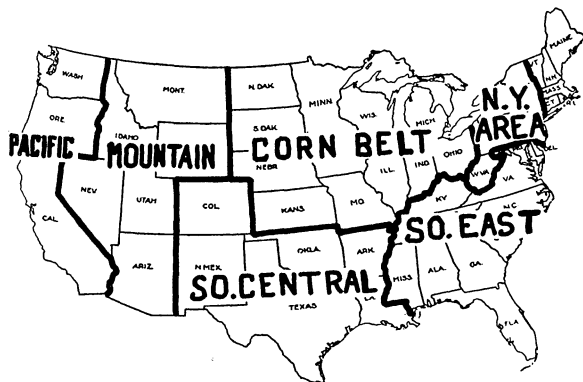 MAINE
WASH.
MONT.
N.DAK.
MINN.
VT.
N.H.
MASS
CT.
R.I.
ORE.
IDAHO
S.DAK.
WIS.
MICH
N.Y.
AREA
PACIFIC
MOUNTAIN
CORN BELT
DEL
NEBR
NEV.
UTAH
COL.
KANS.
MO.
ILL.
IND.
OHIO
W.VA.
VA.
KY.
N.C.
CAL.
ARIZ.
N.MEX.
OKLA.
ARK.
SO. EAST
SO.CENTRAL
TEXAS
LA.
MISS
ALA.
GA.
FLA.